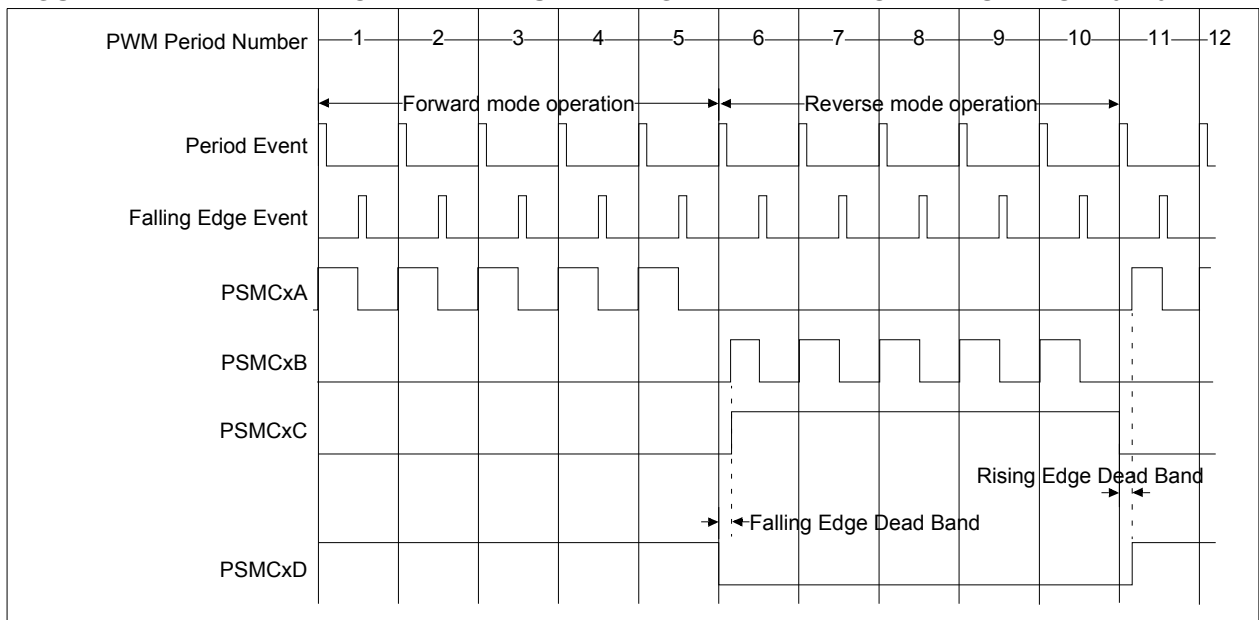 PWM Period Number 1 2 3 4 5 6 7 8 9 10 11 12
Forward mode operation Reverse mode operation
Period Event
Falling Edge Event
PSMCxA
PSMCxB
PSMCxC
Rising Edge Dead Band
Falling Edge Dead Band
PSMCxD